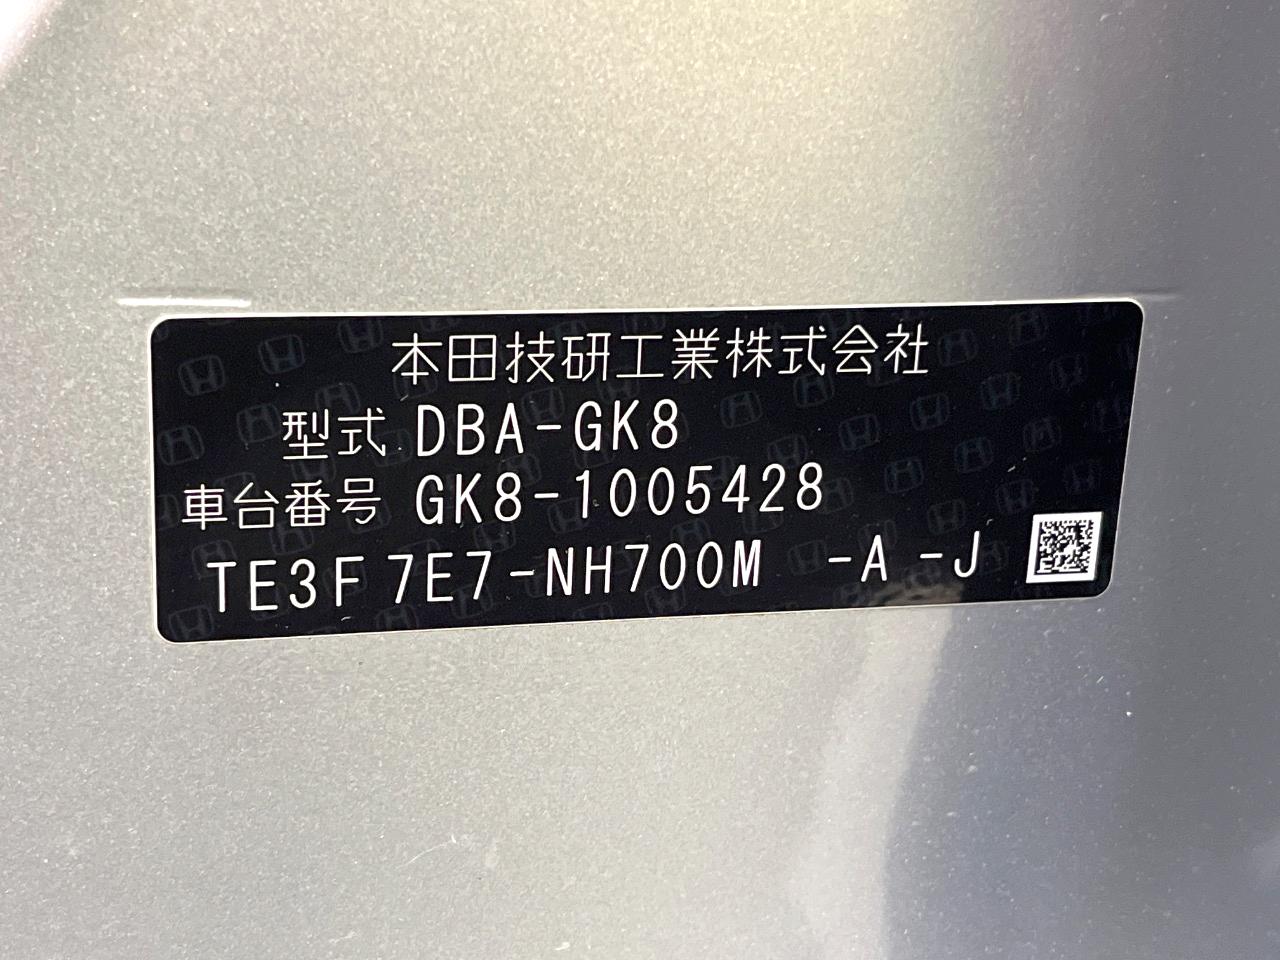 本田技研工業株式会社
型式 DBA-GK8
車台番号 GK8-1005428
TE3F 7E7-NH700M -A -J